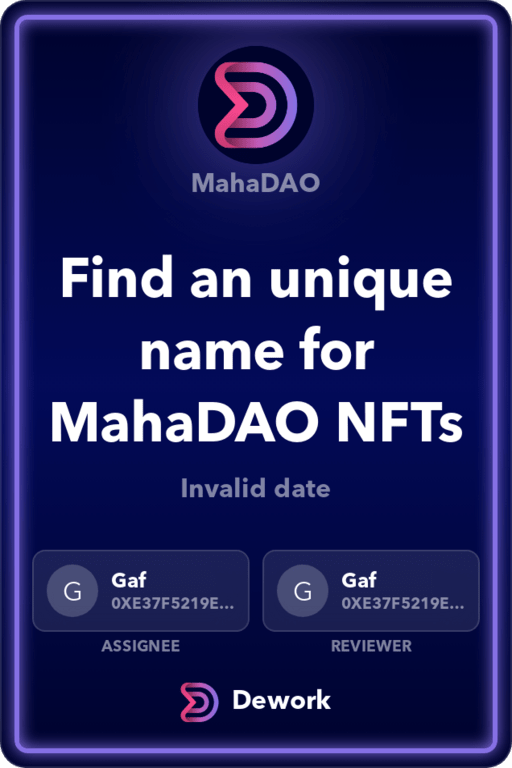 MahaDAO
Find an unique
name for
MahaDAO NFTs
Invalid date
G
Gaf
0XE37F5219E...
G
Gaf
0XE37F5219E...
ASSIGNEE
REVIEWER
Dework